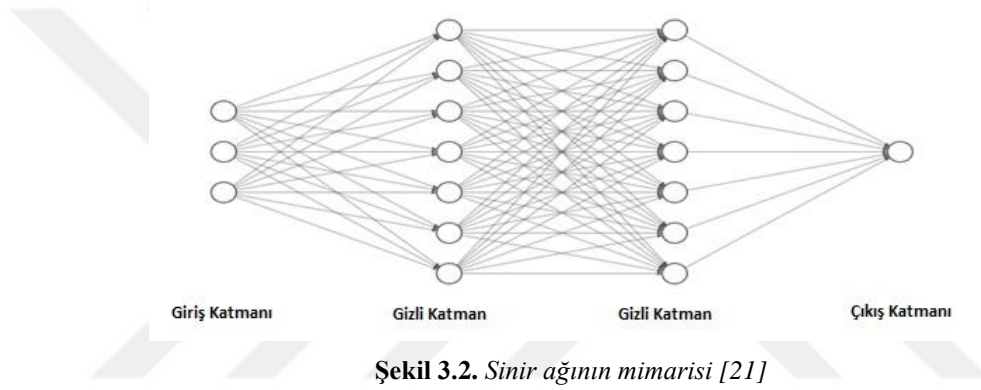 Giriş Katmanı Gizli Katman Gizli Katman Çıkış Katmanı
Şekil 3.2. Sinir ağının mimarisi [21]